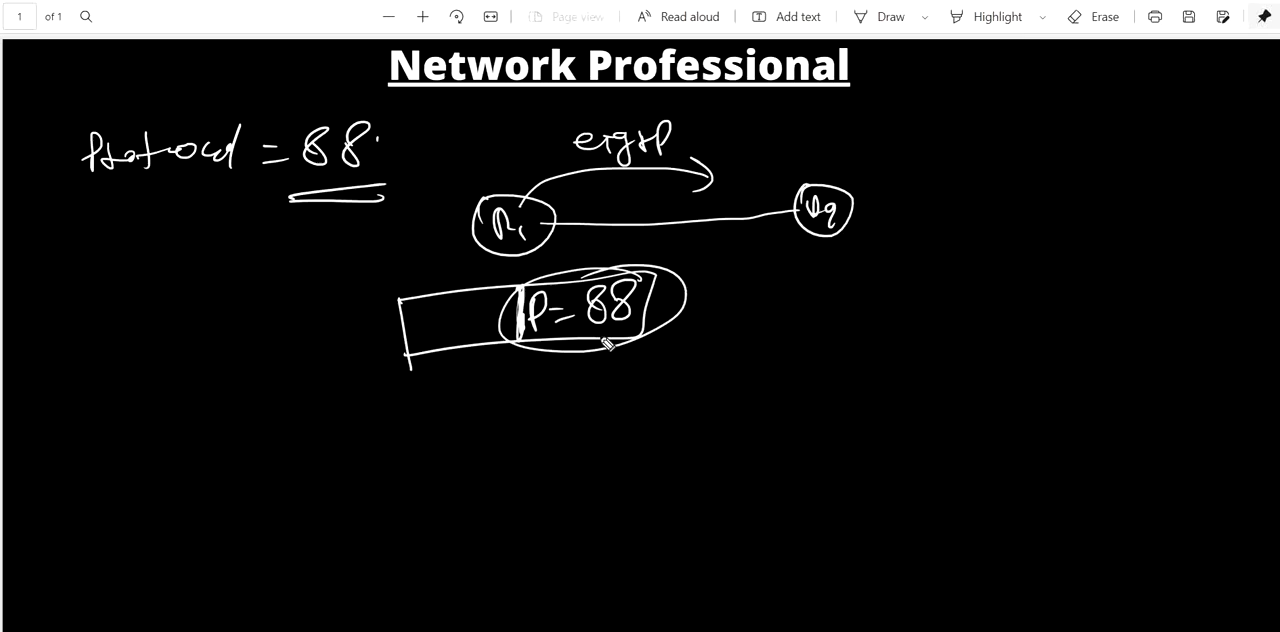 1 of 1 Page view Read aloud Add text Draw Highlight Erase
Network Professional
Protocol = 88
eigrp
R1
P = 88